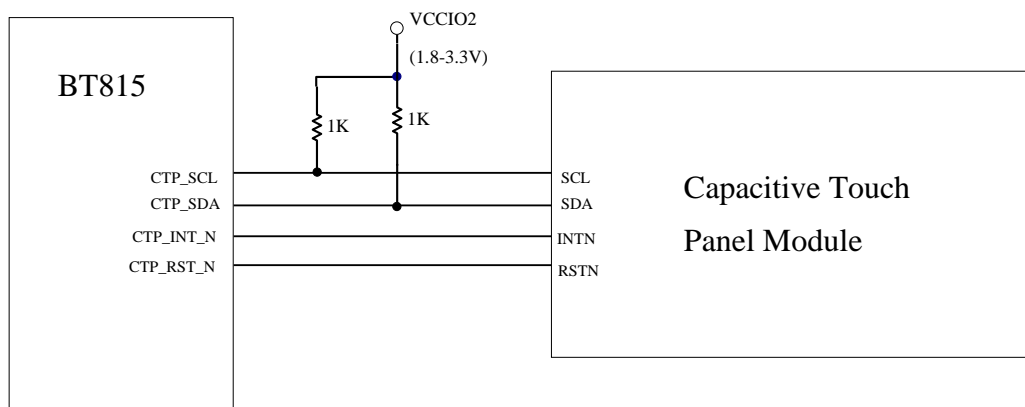 VCCIO2
(1.8-3.3V)
BT815
1K
1K
CTP_SCL
SCL
CTP_SDA
SDA
CTP_INT_N
INTN
CTP_RST_N
RSTN
Capacitive Touch
Panel Module